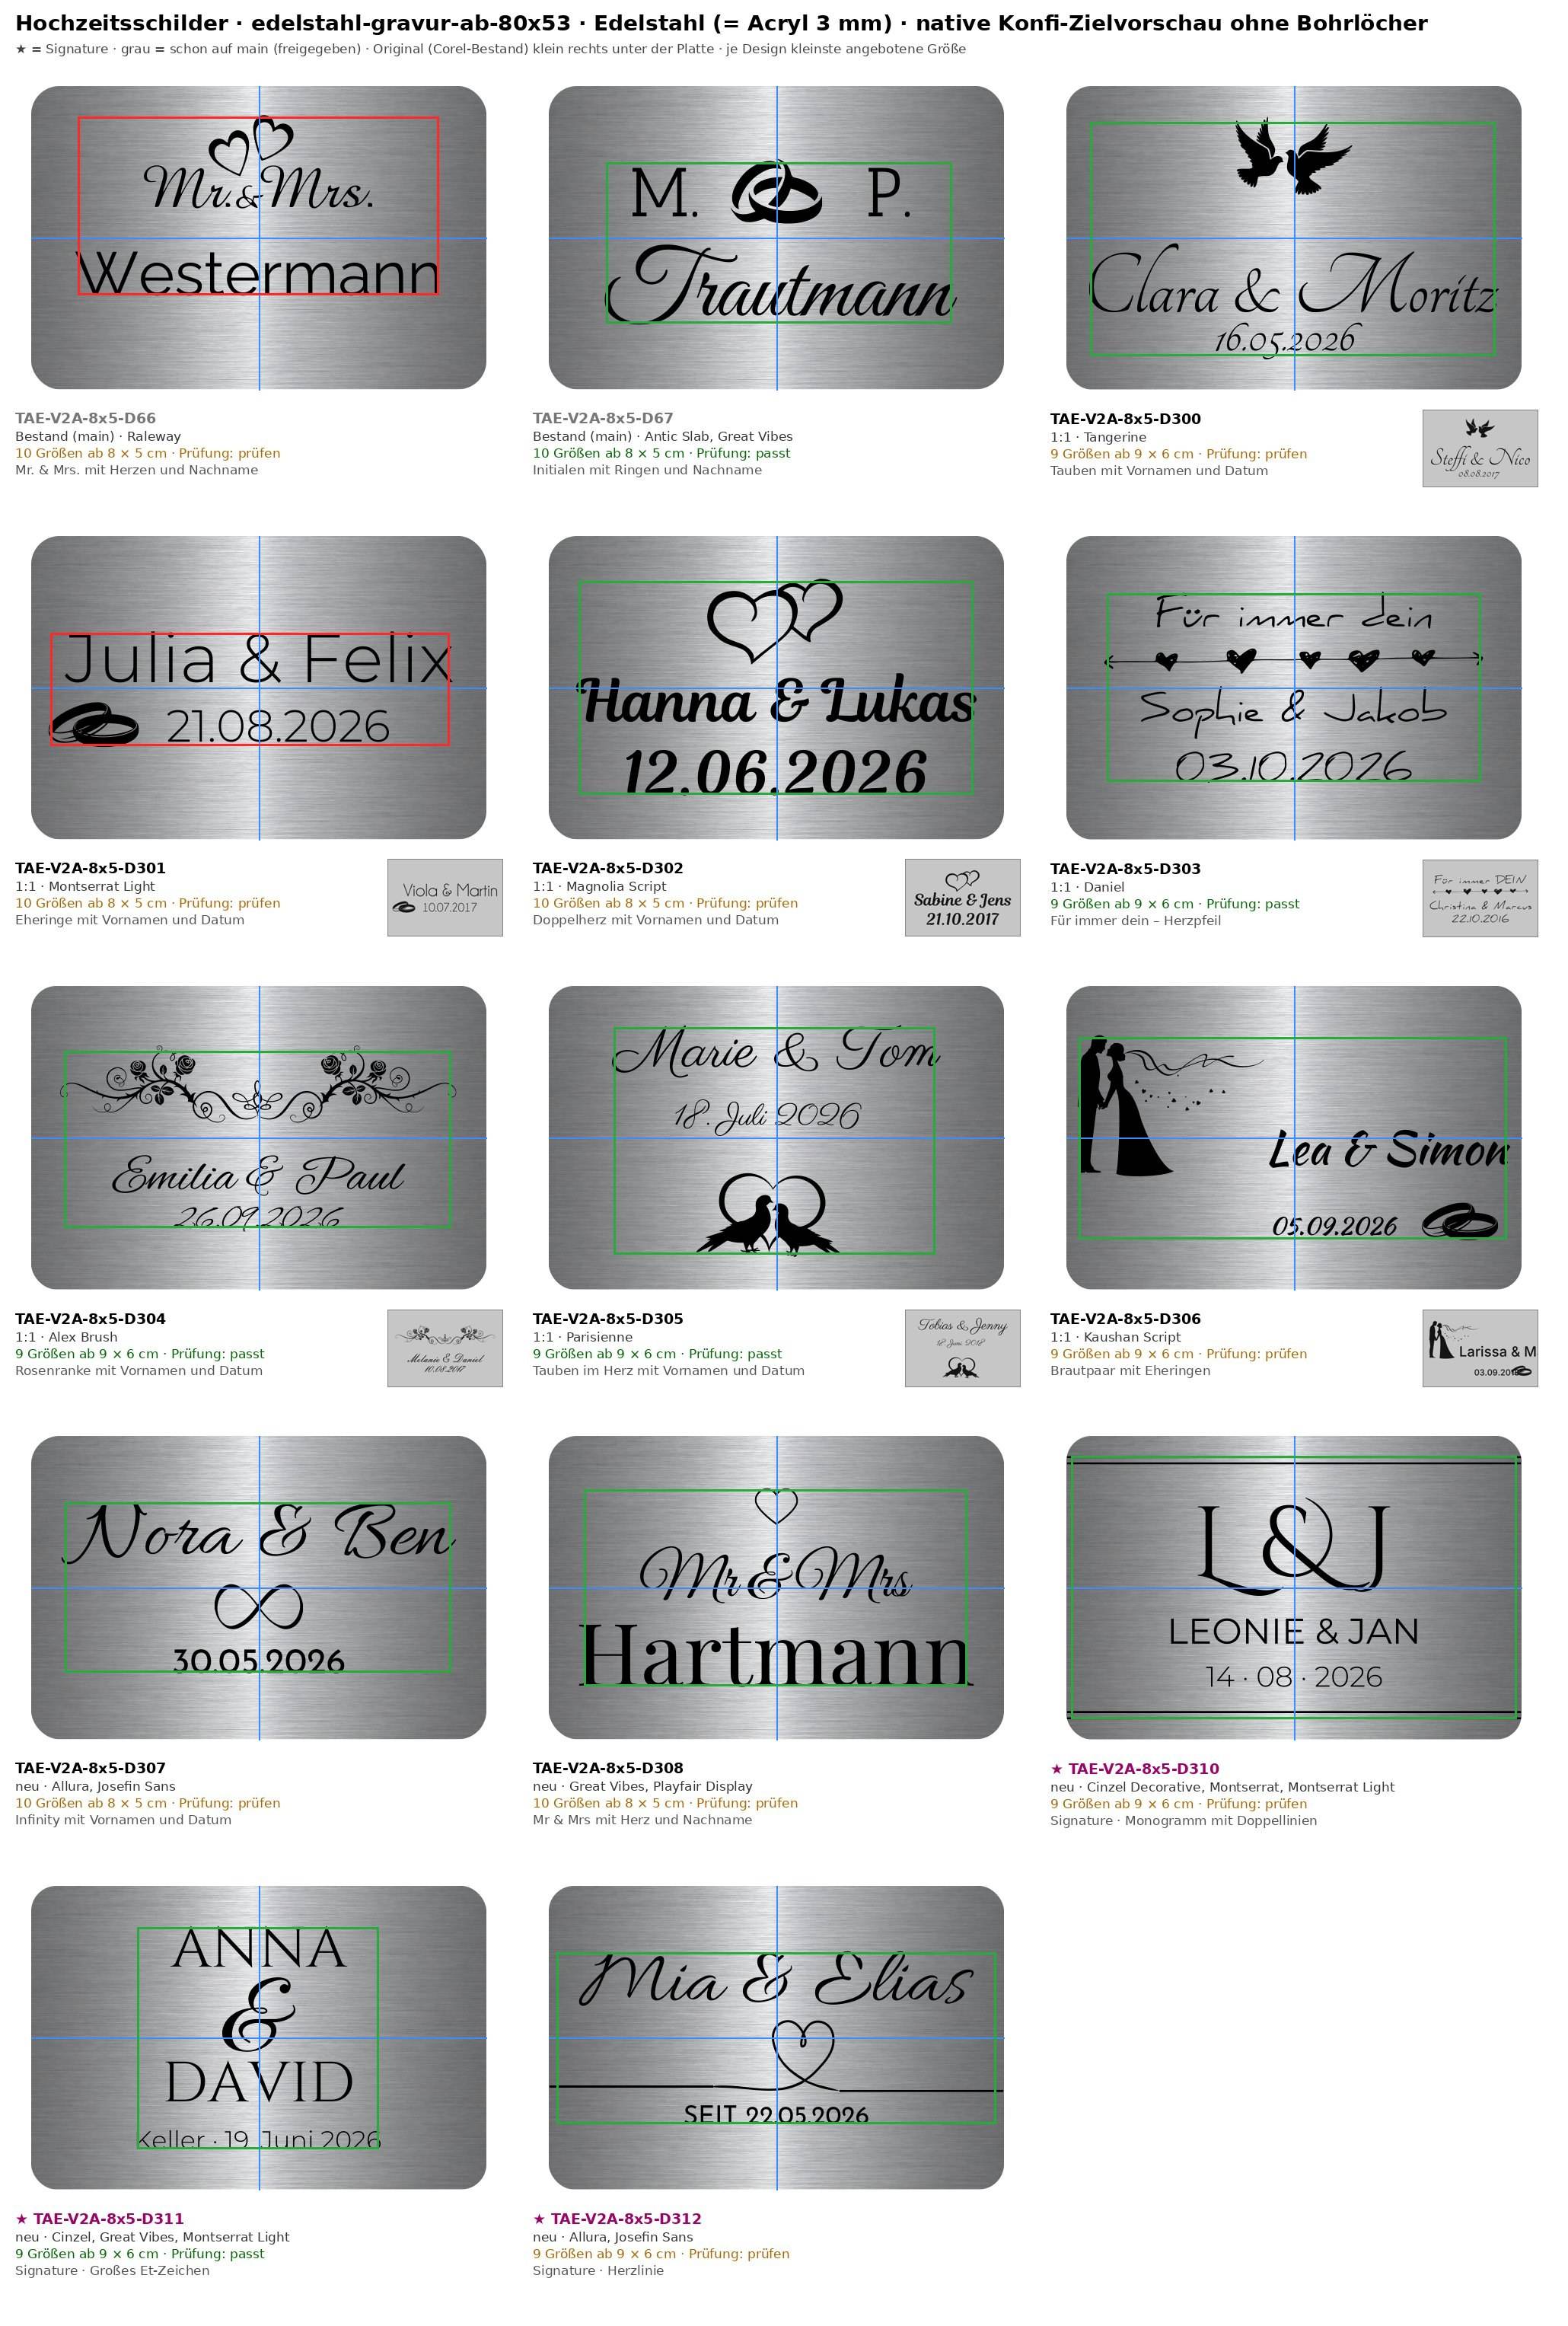 Hochzeitsschilder · edelstahl-gravur-ab-80x53 · Edelstahl (= Acryl 3 mm) · native Konfi-Zielvorschau ohne Bohrlöcher
★ = Signature · grau = schon auf main (freigegeben) · Original (Corel-Bestand) klein rechts unter der Platte · je Design kleinste angebotene Größe
Mr.&Mrs.
Westermann
TAE-V2A-8x5-D66
Bestand (main) · Raleway
10 Größen ab 8 × 5 cm · Prüfung: prüfen
Mr. & Mrs. mit Herzen und Nachname
M. P.
Trautmann
TAE-V2A-8x5-D67
Bestand (main) · Antic Slab, Great Vibes
10 Größen ab 8 × 5 cm · Prüfung: passt
Initialen mit Ringen und Nachname
Clara & Moritz
16.05.2026
TAE-V2A-8x5-D300
1:1 · Tangerine
9 Größen ab 9 × 6 cm · Prüfung: prüfen
Tauben mit Vornamen und Datum
Steffi & Nico
08.08.2017
Julia & Felix
21.08.2026
TAE-V2A-8x5-D301
1:1 · Montserrat Light
10 Größen ab 8 × 5 cm · Prüfung: prüfen
Eheringe mit Vornamen und Datum
Viola & Martin
10.07.2017
Hanna & Lukas
12.06.2026
TAE-V2A-8x5-D302
1:1 · Magnolia Script
10 Größen ab 8 × 5 cm · Prüfung: prüfen
Doppelherz mit Vornamen und Datum
Sabine & Jens
21.10.2017
Für immer dein
Sophie & Jakob
03.10.2026
TAE-V2A-8x5-D303
1:1 · Daniel
9 Größen ab 9 × 6 cm · Prüfung: passt
Für immer dein – Herzpfeil
Für immer DEIN
Christina & Marcus
22.10.2016
Emilia & Paul
26.09.2026
TAE-V2A-8x5-D304
1:1 · Alex Brush
9 Größen ab 9 × 6 cm · Prüfung: passt
Rosenranke mit Vornamen und Datum
Melanie & Daniel
10.08.2017
Marie & Tom
18. Juli 2026
TAE-V2A-8x5-D305
1:1 · Parisienne
9 Größen ab 9 × 6 cm · Prüfung: passt
Tauben im Herz mit Vornamen und Datum
Tobias & Jenny
Lea & Simon
05.09.2026
TAE-V2A-8x5-D306
1:1 · Kaushan Script
9 Größen ab 9 × 6 cm · Prüfung: prüfen
Brautpaar mit Eheringen
Larissa & M
03.09.201
Nora & Ben
30.05.2026
TAE-V2A-8x5-D307
neu · Allura, Josefin Sans
10 Größen ab 8 × 5 cm · Prüfung: prüfen
Infinity mit Vornamen und Datum
Mr & Mrs
Hartmann
TAE-V2A-8x5-D308
neu · Great Vibes, Playfair Display
10 Größen ab 8 × 5 cm · Prüfung: prüfen
Mr & Mrs mit Herz und Nachname
L&J
LEONIE & JAN
14 · 08 · 2026
★ TAE-V2A-8x5-D310
neu · Cinzel Decorative, Montserrat, Montserrat Light
9 Größen ab 9 × 6 cm · Prüfung: prüfen
Signature · Monogramm mit Doppellinien
ANNA
&
DAVID
Keller · 19. Juni 2026
★ TAE-V2A-8x5-D311
neu · Cinzel, Great Vibes, Montserrat Light
9 Größen ab 9 × 6 cm · Prüfung: passt
Signature · Großes Et-Zeichen
Mia & Elias
SEIT 22.05.2026
★ TAE-V2A-8x5-D312
neu · Allura, Josefin Sans
9 Größen ab 9 × 6 cm · Prüfung: prüfen
Signature · Herzlinie